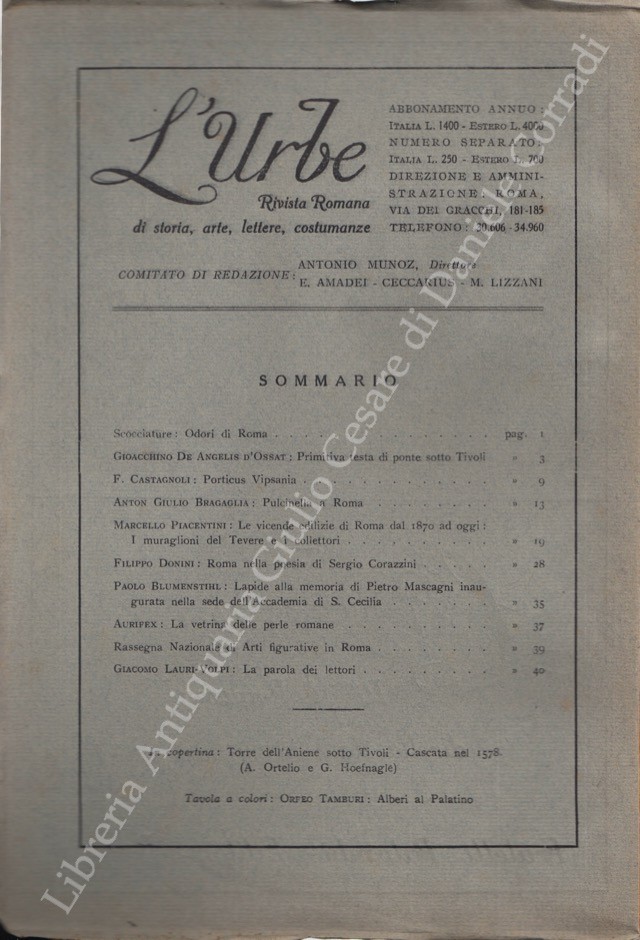 L'Urbe
Rivista Romana
di storia, arte, lettere, costumanze
ABBONAMENTO ANNUO:
ITALIA L. 1400 - ESTERO L. 4000
NUMERO SEPARATO:
ITALIA L. 250 - ESTERO L. 700
DIREZIONE E AMMINI-
STRAZIONE: ROMA,
VIA DEI GRACCHI, 181-185
TELEFONO: 30.606 - 34.960
COMITATO DI REDAZIONE:
ANTONIO MUNOZ, Direttore
E. AMADEI - CECCARIUS - M. LIZZANI
SOMMARIO
Scocciature: Odori di Roma . . . . . pag. 1
GIOACCHINO DE ANGELIS D'OSSAT: Primitiva testa di ponte sotto Tivoli » 3
F. CASTAGNOLI: Porticus Vipsania . . . . . » 9
ANTON GIULIO BRAGAGLIA: Pulcinella a Roma . . . . . » 13
MARCELLO PIACENTINI: Le vicende edilizie di Roma dal 1870 ad oggi:
I muraglioni del Tevere e i collettori . . . . . » 19
FILIPPO DONINI: Roma nella poesia di Sergio Corazzini . . . . . » 28
PAOLO BLUMENSTIHL: Lapide alla memoria di Pietro Mascagni inau-
gurata nella sede dell'Accademia di S. Cecilia . . . . . » 35
AURIFEX: La vetrina delle perle romane . . . . . » 37
Rassegna Nazionale di Arti figurative in Roma . . . . . » 39
GIACOMO LAURI-VOLPI: La parola dei lettori . . . . . » 40
In copertina: Torre dell'Aniene sotto Tivoli - Cascata nel 1578.
(A. Ortelio e G. Hoefnagle)
Tavola a colori: ORFEO TAMBURI: Alberi al Palatino
Libreria Antiquaria Giulio Cesare di Daniele Corradi